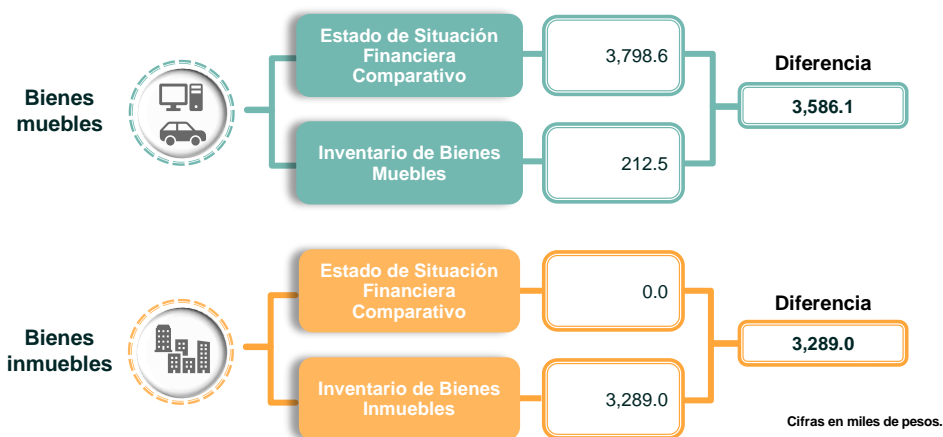 Bienes
muebles
Estado de Situación
Financiera
Comparativo
3,798.6
Inventario de Bienes
Muebles
212.5
Diferencia
3,586.1
Bienes
inmuebles
Estado de Situación
Financiera
Comparativo
0.0
Inventario de Bienes
Inmuebles
3,289.0
Diferencia
3,289.0
Cifras en miles de pesos.